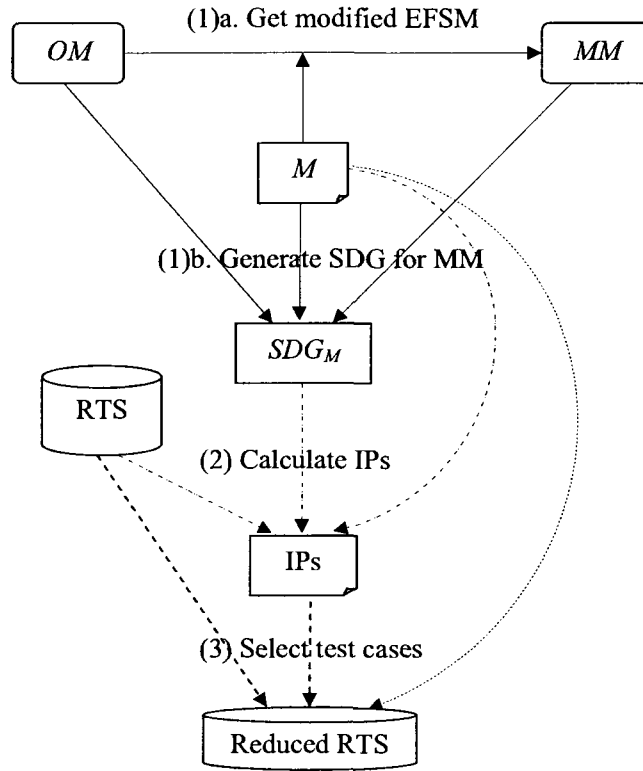 (1)a. Get modified EFSM
OM
MM
M
(1)b. Generate SDG for MM
SDG_M
RTS
(2) Calculate IPs
IPs
(3) Select test cases
Reduced RTS